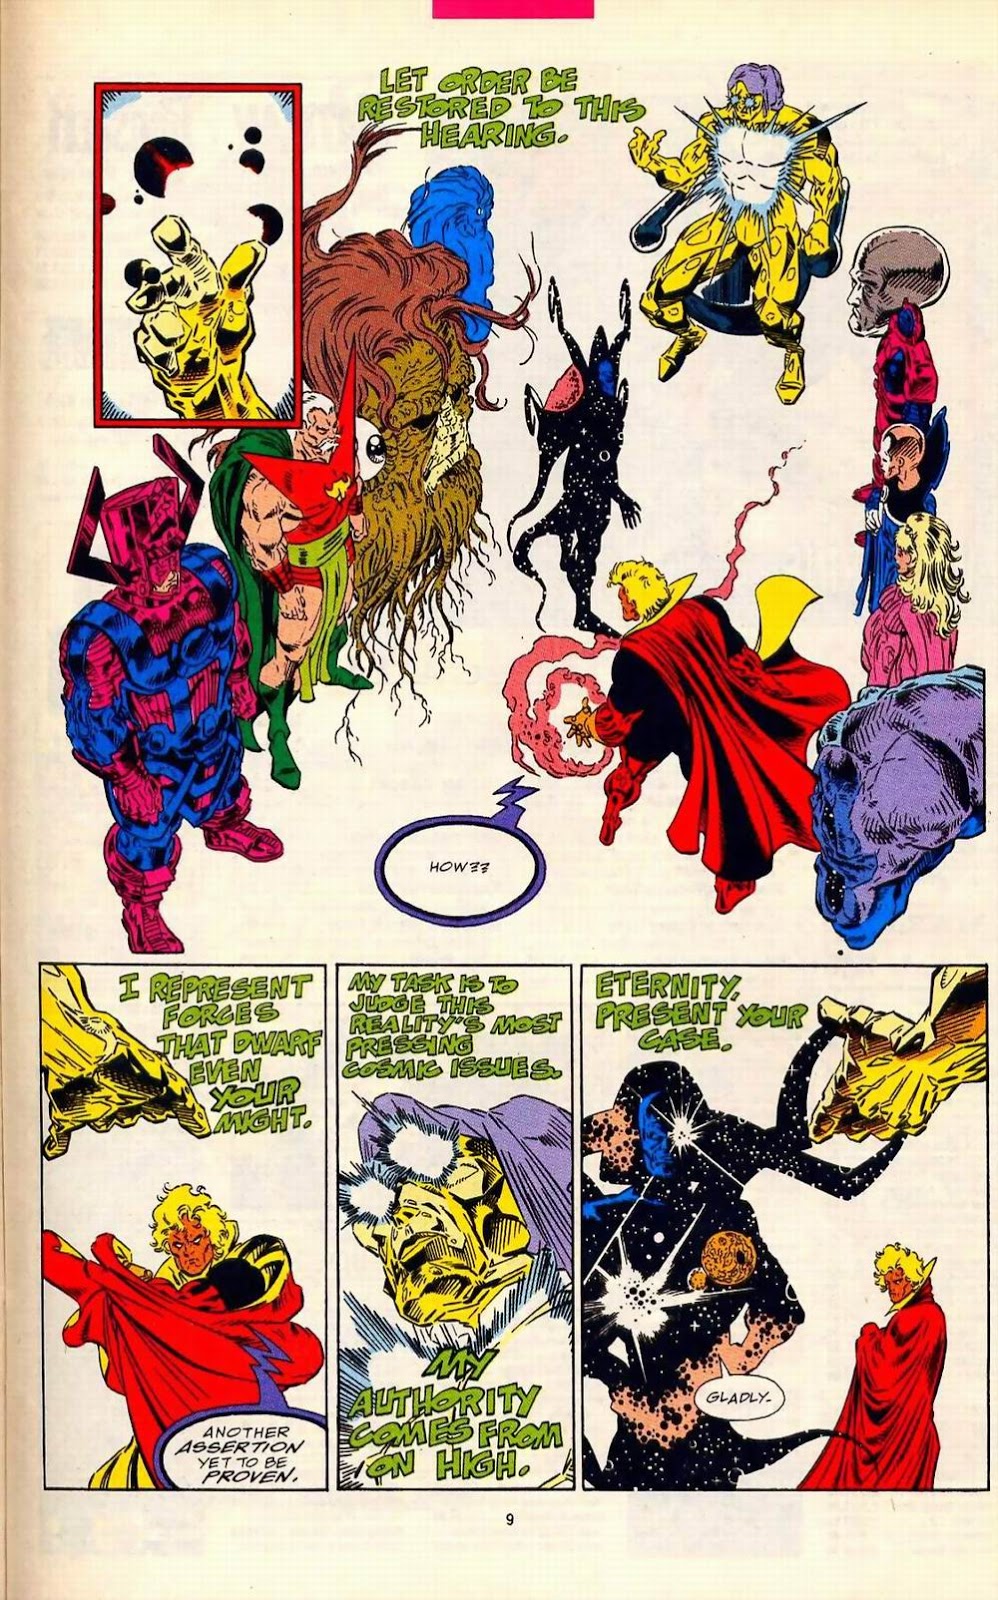 LET ORDER BE
RESTORED TO THIS
HEARING.
HOW??
I REPRESENT
FORCES
THAT DWARF
EVEN
YOUR
MIGHT.
ANOTHER
ASSERTION
YET TO BE
PROVEN.
MY TASK IS TO
JUDGE THIS
REALITY'S MOST
PRESSING
COSMIC ISSUES.
MY
AUTHORITY
COMES FROM
ON HIGH.
ETERNITY,
PRESENT YOUR
CASE.
GLADLY.
9